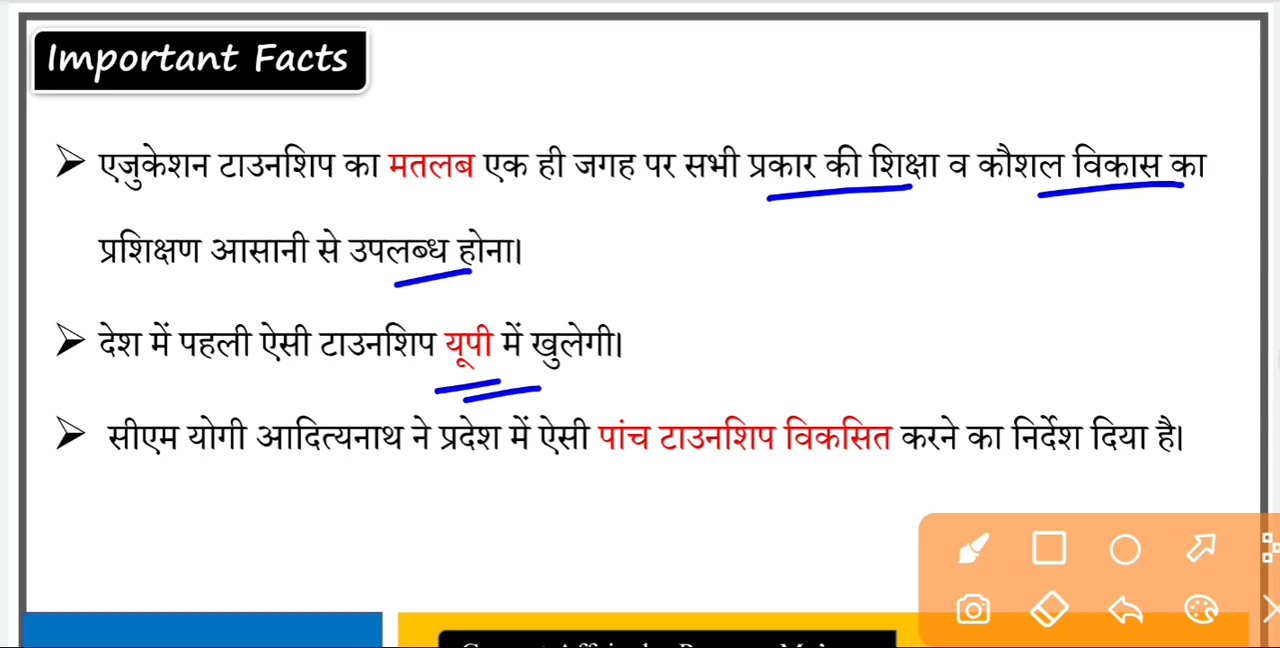 Important Facts
➤ एजुकेशन टाउनशिप का मतलब एक ही जगह पर सभी प्रकार की शिक्षा व कौशल विकास का
प्रशिक्षण आसानी से उपलब्ध होना।
➤ देश में पहली ऐसी टाउनशिप यूपी में खुलेगी।
➤ सीएम योगी आदित्यनाथ ने प्रदेश में ऐसी पांच टाउनशिप विकसित करने का निर्देश दिया है।